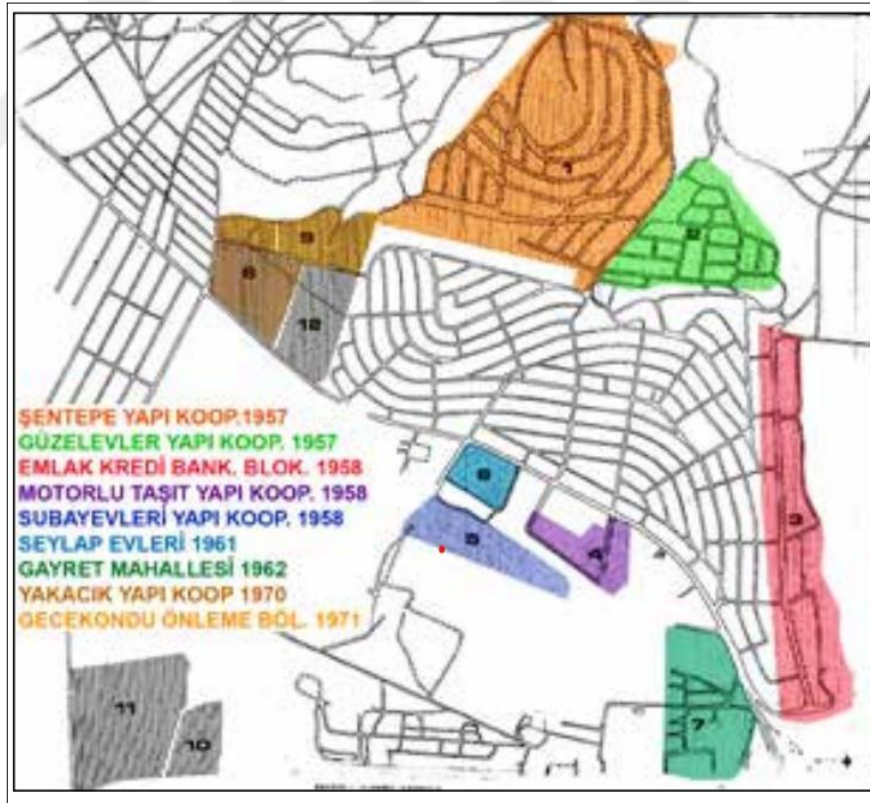 1
2
9
8
12
ŞENTEPE YAPI KOOP.1957
GÜZELEVLER YAPI KOOP. 1957
EMLAK KREDİ BANK. BLOK. 1958
MOTORLU TAŞIT YAPI KOOP. 1958
SUBAYEVLERİ YAPI KOOP. 1958
SEYLAP EVLERİ 1961
GAYRET MAHALLESİ 1962
YAKACIK YAPI KOOP 1970
GECEKONDU ÖNLEME BÖL. 1971
6
3
5
4
11
10
7